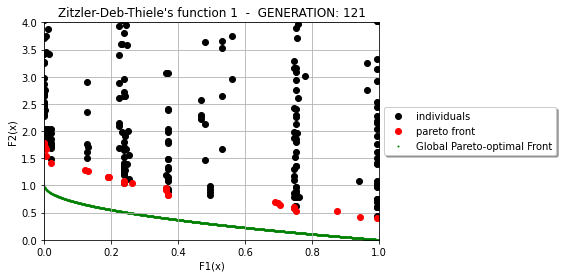 Zitzler-Deb-Thiele's function 1 - GENERATION: 121
4.0
3.5
3.0
2.5
2.0
1.5
1.0
0.5
0.0
F2(x)
0.0 0.2 0.4 0.6 0.8 1.0
F1(x)
individuals
pareto front
Global Pareto-optimal Front